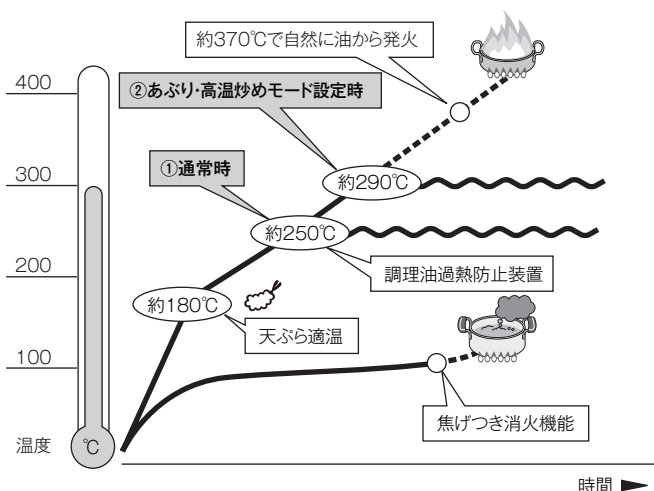 約370℃で自然に油から発火
400
②あぶり・高温炒めモード設定時
①通常時
300
約290℃
約250℃
200
調理油過熱防止装置
約180℃
天ぷら適温
100
焦げつき消火機能
温度
℃
時間